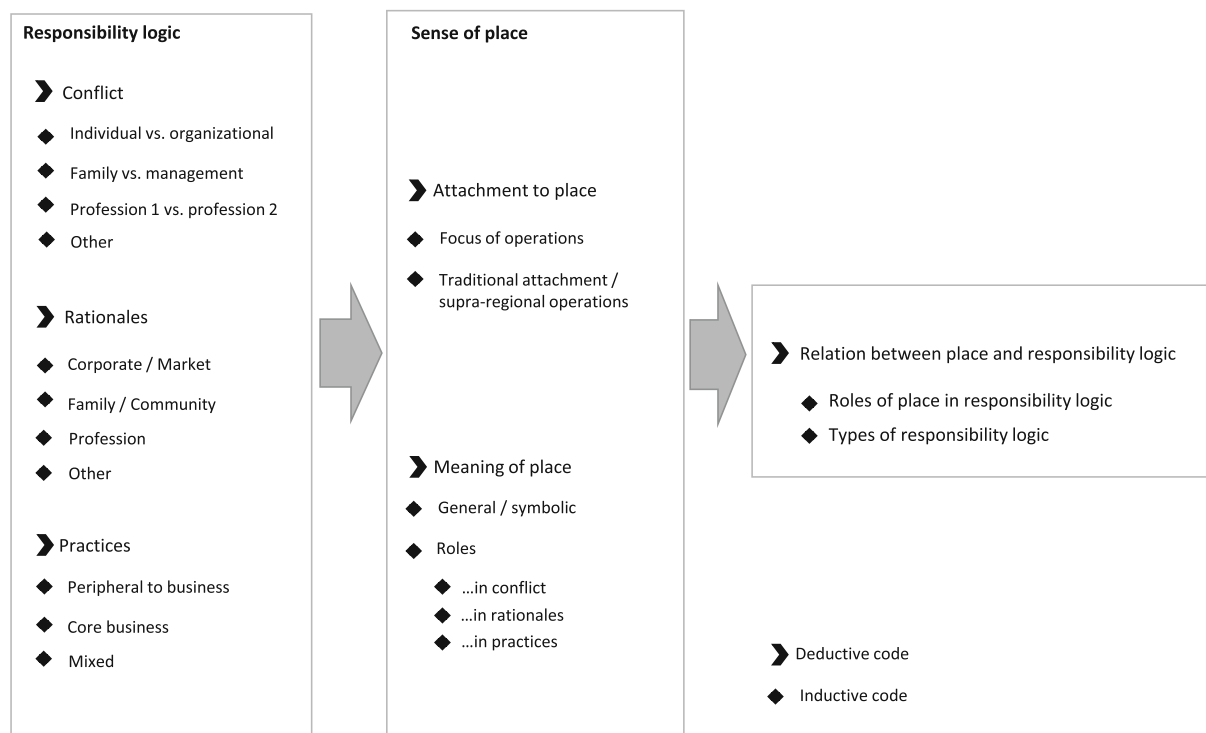 Responsibility logic
Conflict
Individual vs. organizational
Family vs. management
Profession 1 vs. profession 2
Other
Rationales
Corporate / Market
Family / Community
Profession
Other
Practices
Peripheral to business
Core business
Mixed
Sense of place
Attachment to place
Focus of operations
Traditional attachment /
supra-regional operations
Meaning of place
General / symbolic
Roles
...in conflict
...in rationales
...in practices
Relation between place and responsibility logic
Roles of place in responsibility logic
Types of responsibility logic
Deductive code
Inductive code